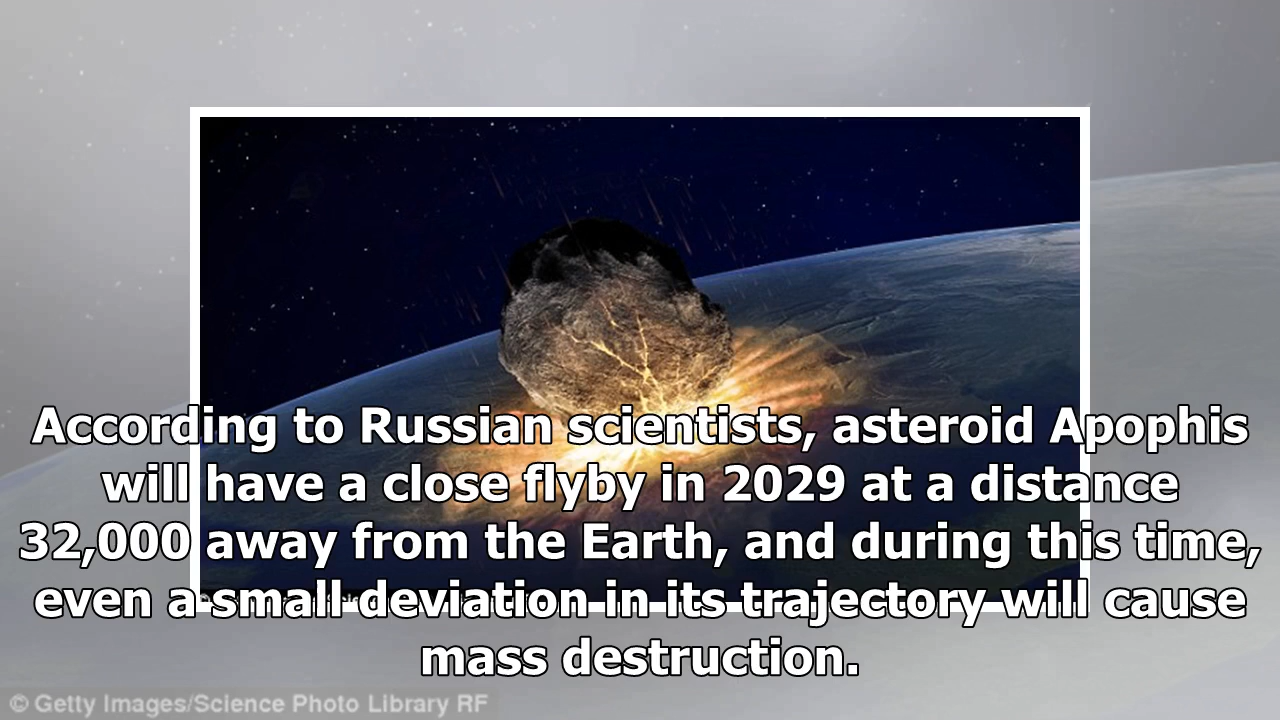 According to Russian scientists, asteroid Apophis
will have a close flyby in 2029 at a distance
32,000 away from the Earth, and during this time,
even a small deviation in its trajectory will cause
mass destruction.
© Getty Images/Science Photo Library RF